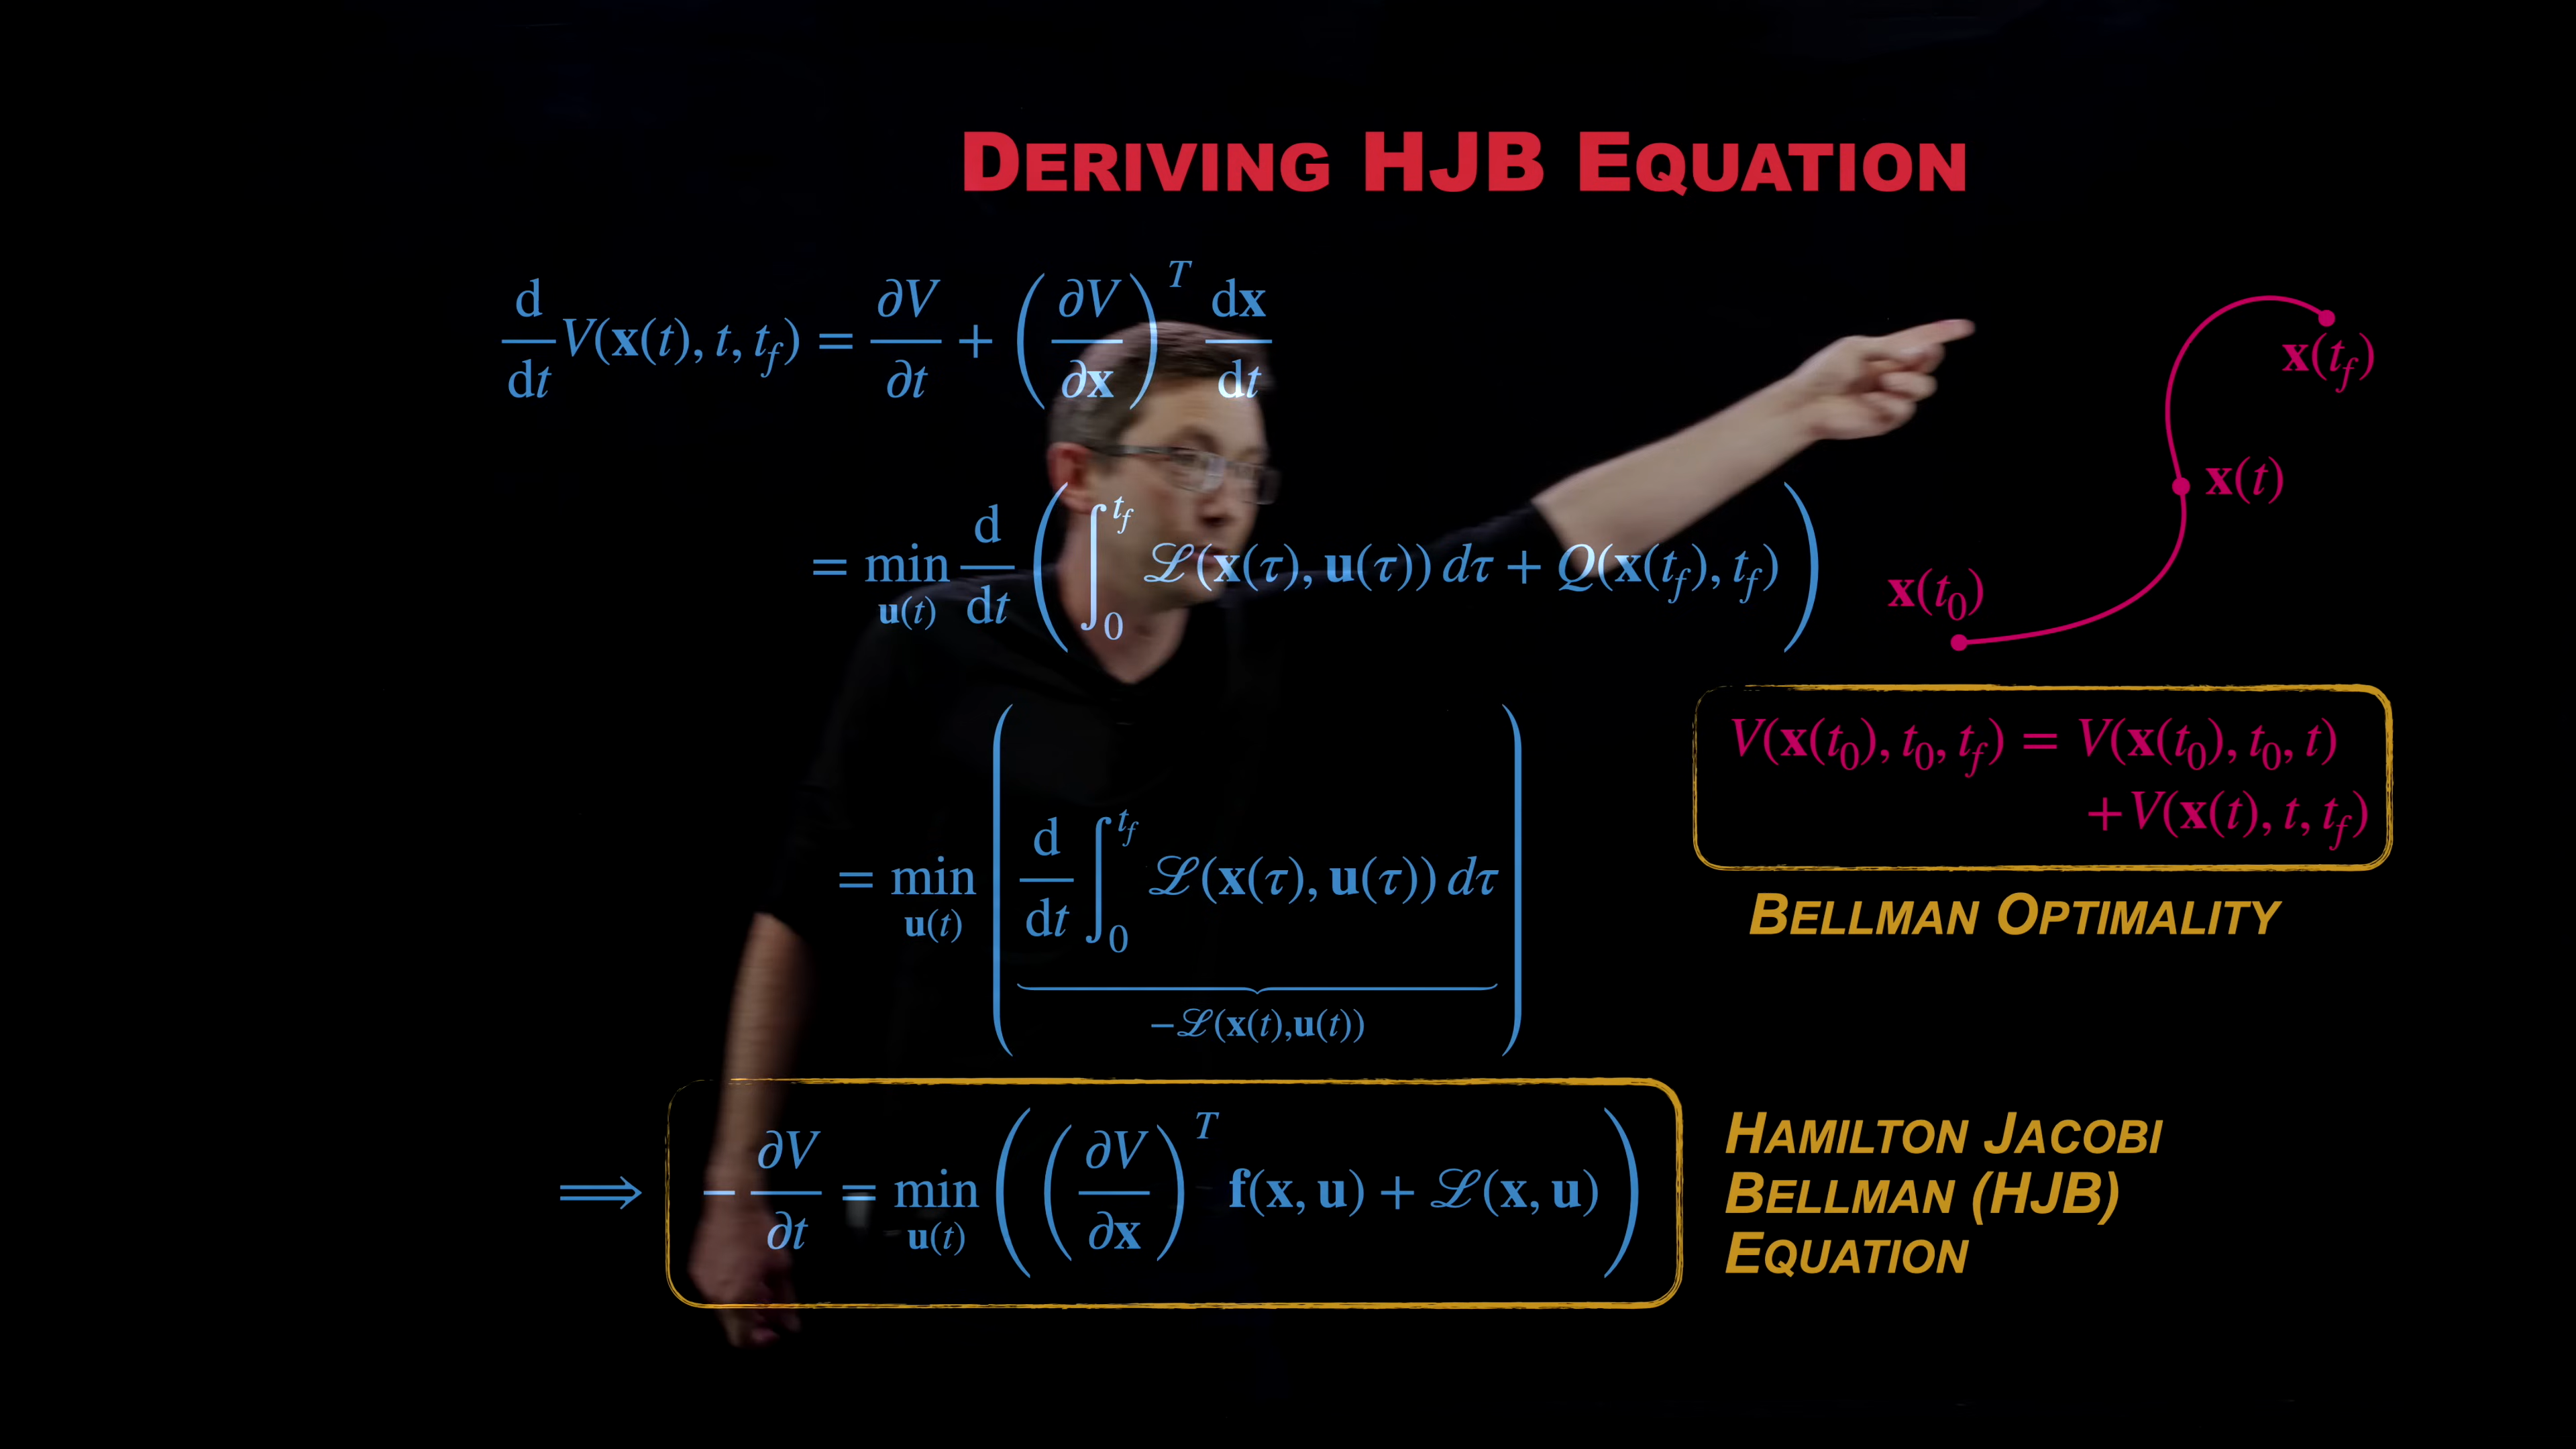 DERIVING HJB EQUATION
d/dt V(x(t), t, t_f) = ∂V/∂t + (∂V/∂x)^T dx/dt
= min_{u(t)} d/dt ( ∫_0^{t_f} ℒ(x(τ), u(τ)) dτ + Q(x(t_f), t_f) )
= min_{u(t)} ( d/dt ∫_0^{t_f} ℒ(x(τ), u(τ)) dτ )
−ℒ(x(t),u(t))
⟹ −∂V/∂t = min_{u(t)} ( (∂V/∂x)^T f(x, u) + ℒ(x, u) )
x(t_f)
x(t)
x(t_0)
V(x(t_0), t_0, t_f) = V(x(t_0), t_0, t)
+V(x(t), t, t_f)
BELLMAN OPTIMALITY
HAMILTON JACOBI
BELLMAN (HJB)
EQUATION